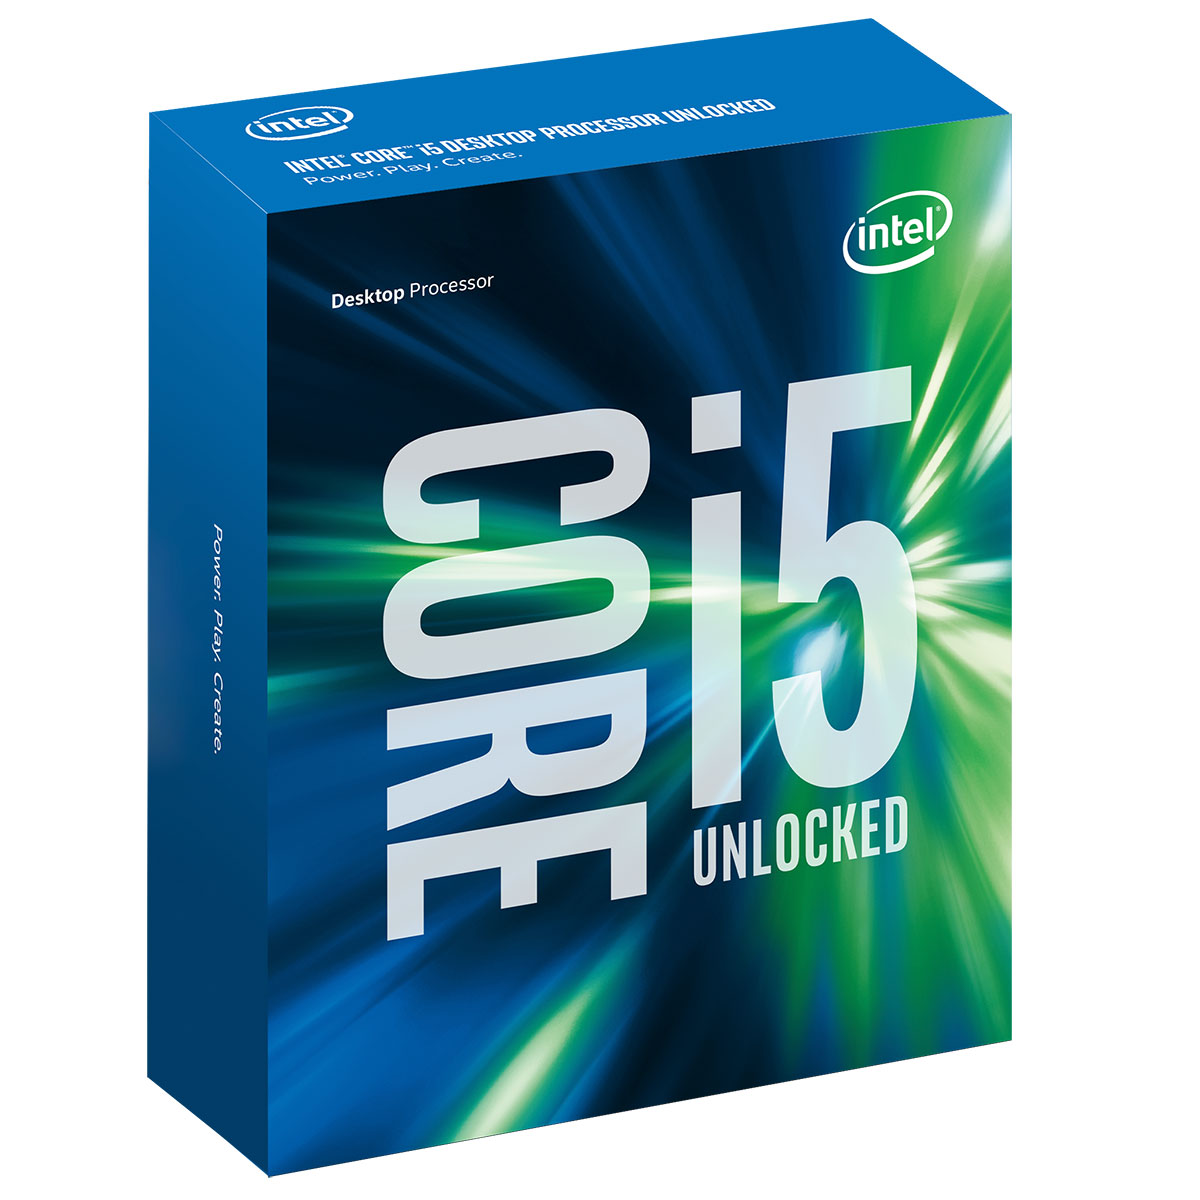 intel
INTEL® CORE™ i5 DESKTOP PROCESSOR UNLOCKED
Power. Play. Create.
intel®
Desktop Processor
CORE i5
UNLOCKED
Power. Play. Create.